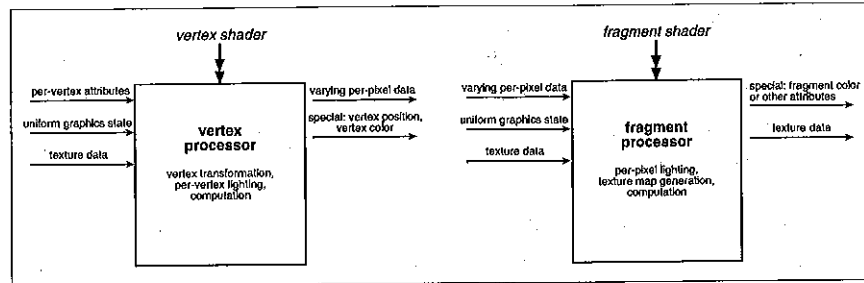 vertex shader
per-vertex attributes
uniform graphics state
texture data
vertex
processor
vertex transformation,
per-vertex lighting,
computation
varying per-pixel data
special: vertex position,
vertex color
fragment shader
varying per-pixel data
uniform graphics state
texture data
fragment
processor
per-pixel lighting,
texture map generation,
computation
special: fragment color
or other attributes
texture data